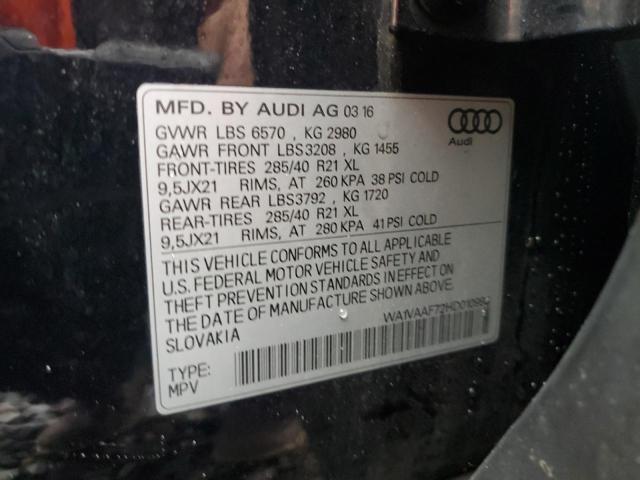 MFD. BY AUDI AG 03 16
GVWR LBS 6570 , KG 2980
GAWR FRONT LBS3208 , KG 1455
FRONT-TIRES 285/40 R21 XL
9,5JX21 RIMS, AT 260 KPA 38 PSI COLD
GAWR REAR LBS3792 , KG 1720
REAR-TIRES 285/40 R21 XL
9,5JX21 RIMS, AT 280 KPA 41 PSI COLD
Audi
THIS VEHICLE CONFORMS TO ALL APPLICABLE
U.S. FEDERAL MOTOR VEHICLE SAFETY AND
THEFT PREVENTION STANDARDS IN EFFECT ON
THE DATE OF MANUFACTURE SHOWN ABOVE.
SLOVAKIA
TYPE:
MPV